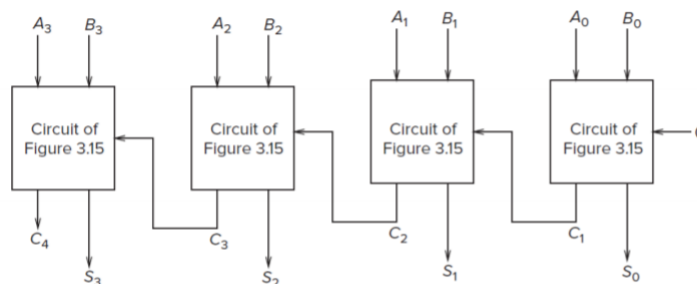 A₃ B₃ A₂ B₂ A₁ B₁ A₀ B₀
Circuit of
Figure 3.15
Circuit of
Figure 3.15
Circuit of
Figure 3.15
Circuit of
Figure 3.15
C₄ C₃ C₂ C₁
S₃ S₂ S₁ S₀